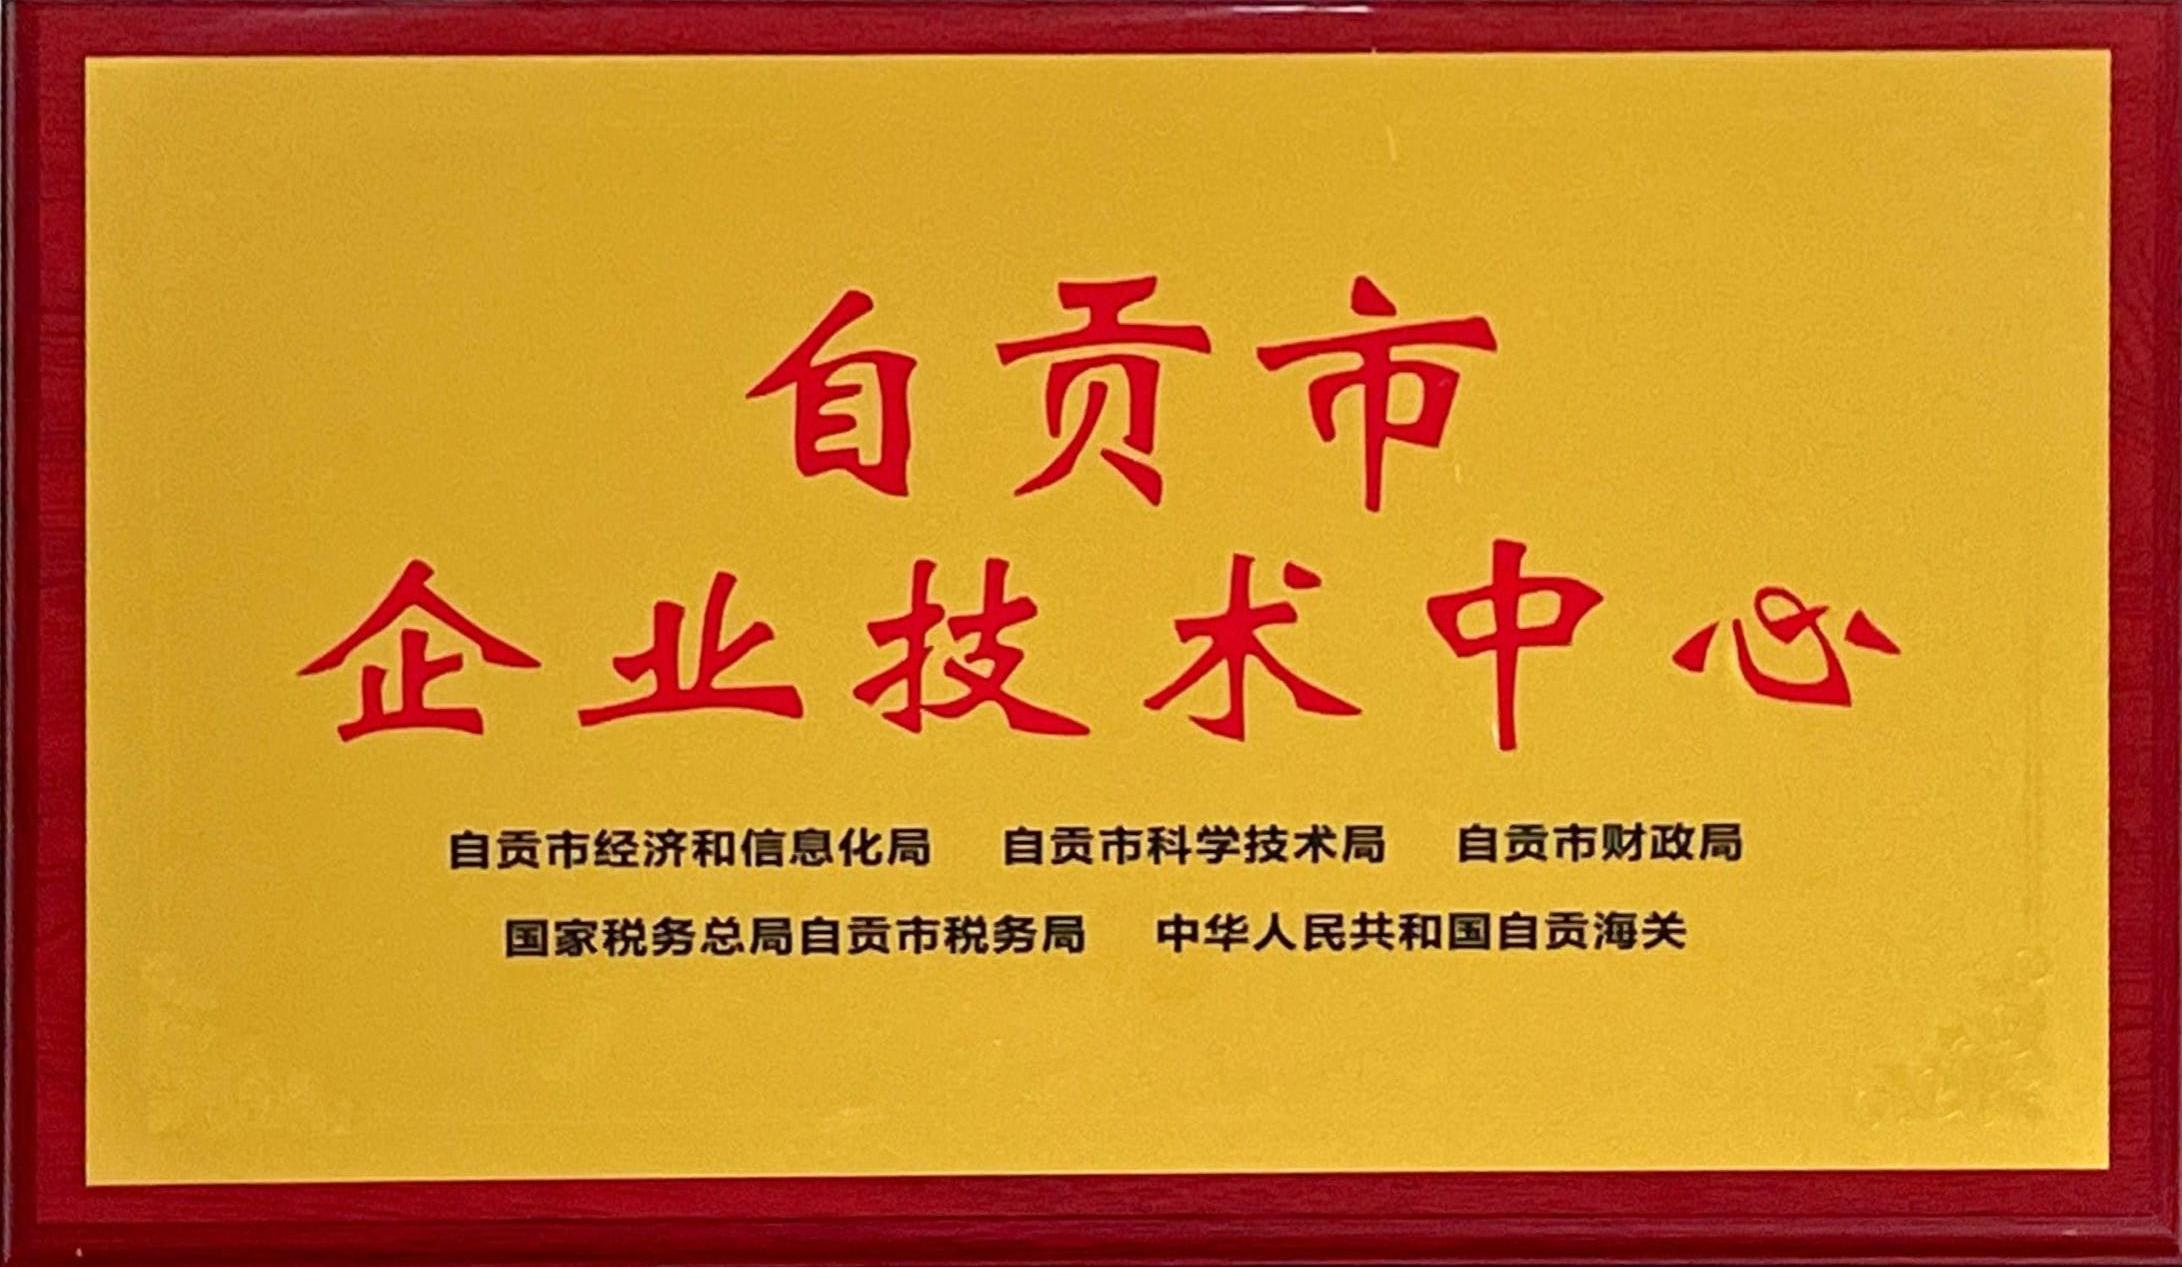 自贡市
企业技术中心
自贡市经济和信息化局 自贡市科学技术局 自贡市财政局
国家税务总局自贡市税务局 中华人民共和国自贡海关